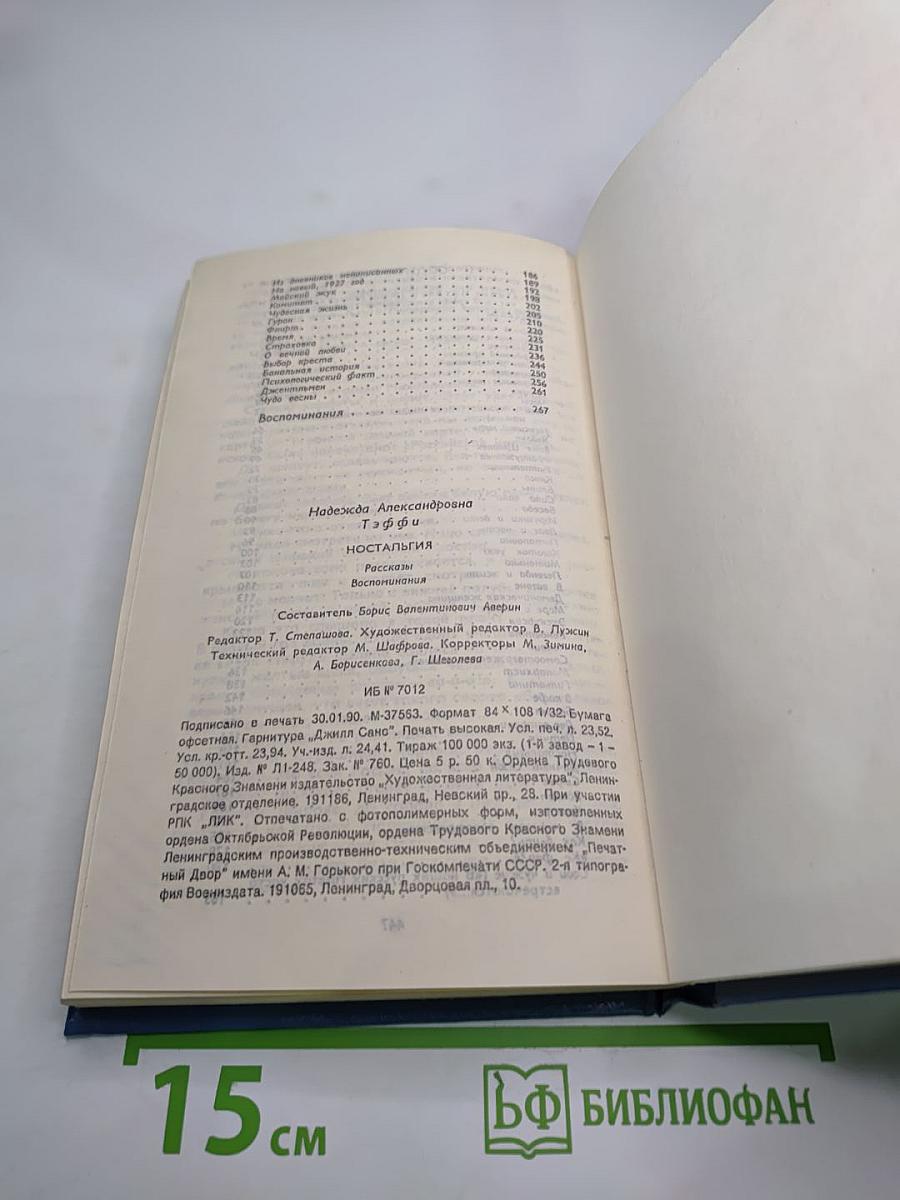 Из дневников ненаписанных . . . . . . . 186
На новый, 1927 год . . . . . . . . . 189
Майский жук . . . . . . . . . . . 192
Комитет . . . . . . . . . . . . 198
Чудесная жизнь . . . . . . . . . . 202
Гурон . . . . . . . . . . . . . 205
Флирт . . . . . . . . . . . . . 210
Время . . . . . . . . . . . . . 220
Страховка . . . . . . . . . . . . 225
О вечной любви . . . . . . . . . . 231
Выбор креста . . . . . . . . . . . 236
Банальная история . . . . . . . . . 244
Психологический факт . . . . . . . . 250
Джентльмен . . . . . . . . . . . 256
Чудо весны . . . . . . . . . . . 261
Воспоминания . . . . . . . . . . . 267
Надежда Александровна
Тэффи
НОСТАЛЬГИЯ
Рассказы
Воспоминания
Составитель Борис Валентинович Аверин
Редактор Т. Степашова. Художественный редактор В. Лужин
Технический редактор М. Шафрова. Корректоры М. Зимина,
А. Борисенкова, Г. Щеголева
ИБ № 7012
Подписано в печать 30.01.90. М-37563. Формат 84 × 108 1/32. Бумага
офсетная. Гарнитура „Джилл Санс". Печать высокая. Усл. печ. л. 23,52.
Усл. кр.-отт. 23,94. Уч.-изд. л. 24,41. Тираж 100 000 экз. (1-й завод – 1 –
50 000). Изд. № Л1-248. Зак. № 760. Цена 5 р. 50 к. Ордена Трудового
Красного Знамени издательство „Художественная литература", Ленин-
градское отделение. 191186, Ленинград, Невский пр., 28. При участии
РПК „ЛИК". Отпечатано с фотополимерных форм, изготовленных
ордена Октябрьской Революции, ордена Трудового Красного Знамени
Ленинградским производственно-техническим объединением „Печат-
ный Двор" имени А. М. Горького при Госкомпечати СССР. 2-я типогра-
фия Воениздата. 191065, Ленинград, Дворцовая пл., 10.
15 см
БФ БИБЛИОФАН